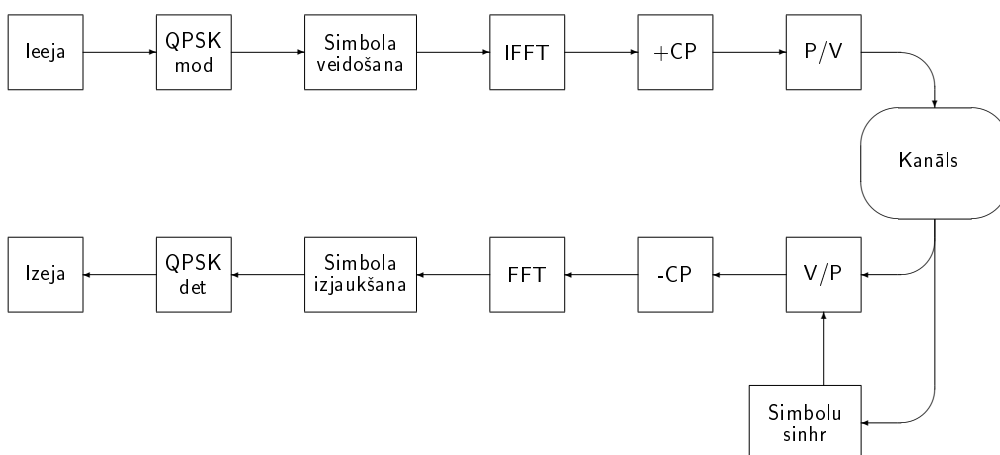 Ieeja
QPSK
mod
Simbola
veidošana
IFFT
+CP
P/V
Kanāls
Izeja
QPSK
det
Simbola
izjaukšana
FFT
-CP
V/P
Simbolu
sinhr